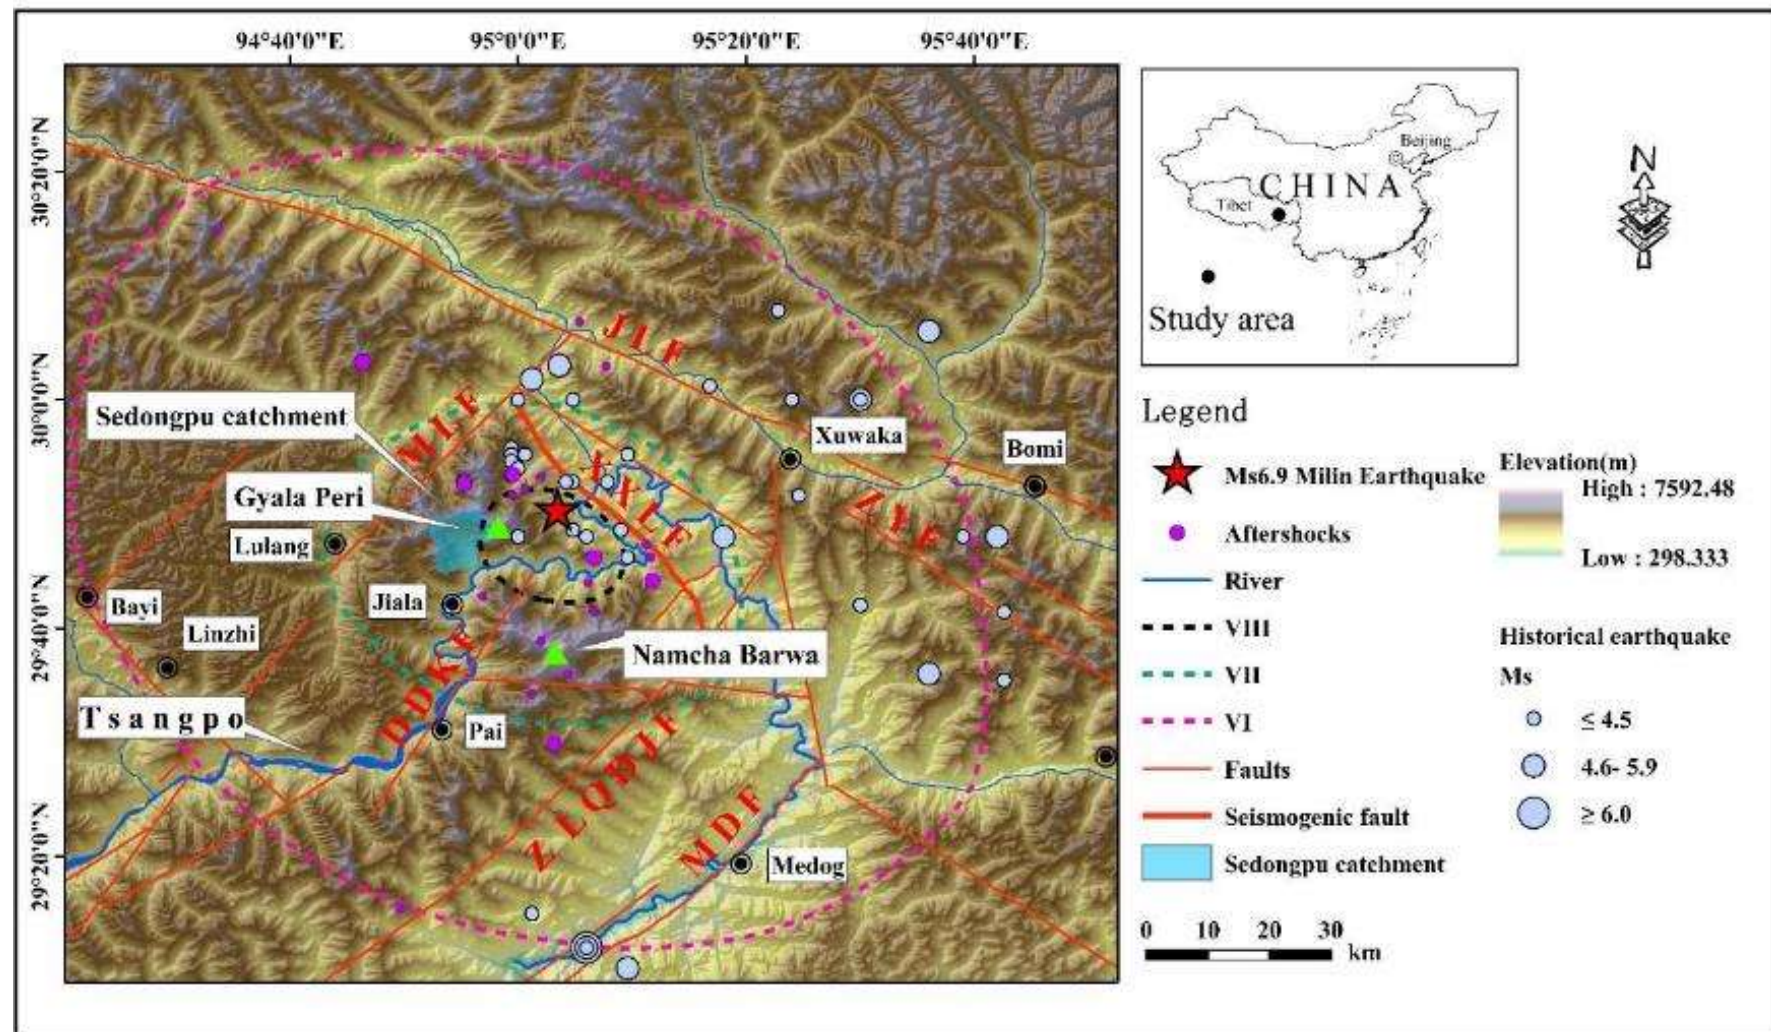 94°40'0"E 95°0'0"E 95°20'0"E 95°40'0"E
30°20'0"N
30°0'0"N
29°40'0"N
29°20'0"N
JLF
Sedongpu catchment
MLF
Xuwaka
Bomi
Gyala Peri
XXLF
ZYF
Lulang
Jiala
Bayi
Linzhi
Namcha Barwa
DDKF
Tsangpo
Pai
ZLQDJF
MDF
Medog
Beijing
CHINA
Tibet
Study area
N
Legend
Ms6.9 Milin Earthquake
Aftershocks
River
VIII
VII
VI
Faults
Seismogenic fault
Sedongpu catchment
Elevation(m)
High : 7592.48
Low : 298.333
Historical earthquake
Ms
≤ 4.5
4.6- 5.9
≥ 6.0
0 10 20 30
km